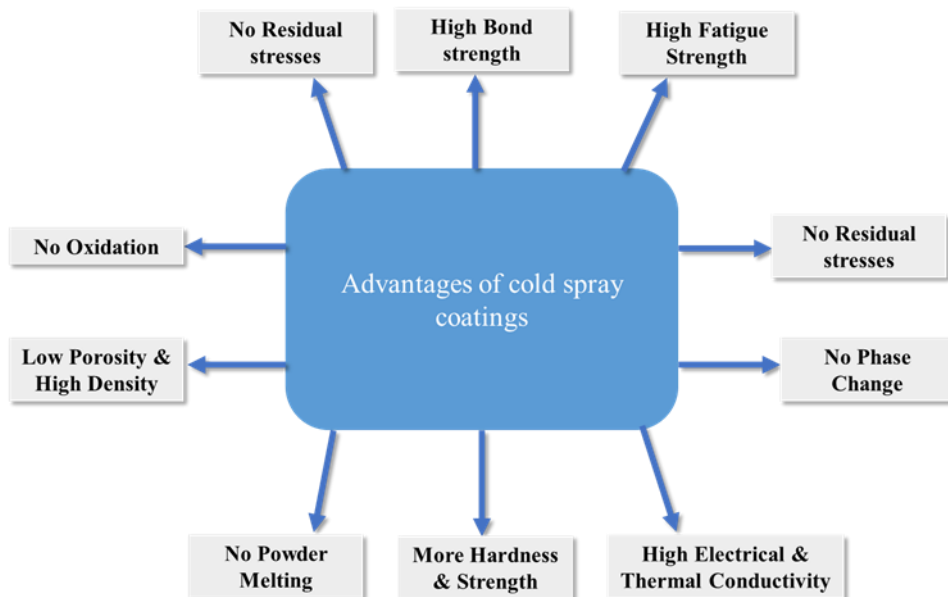 No Residual
stresses
High Bond
strength
High Fatigue
Strength
No Oxidation
No Residual
stresses
Advantages of cold spray
coatings
Low Porosity &
High Density
No Phase
Change
No Powder
Melting
More Hardness
& Strength
High Electrical &
Thermal Conductivity